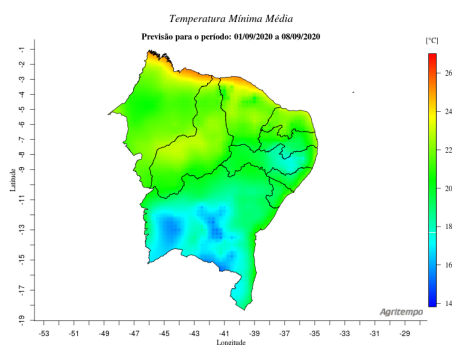 Temperatura Mínima Média
Previsão para o período: 01/09/2020 a 08/09/2020
[°C]
-1
-2
-3
-4
-5
-7
-8
-9
-11
-13
-15
-17
-19
Latitude
26
24
22
20
18
16
14
Agritempo
-53 -51 -49 -47 -45 -43 -41 -39 -37 -35 -33 -31 -29
Longitude